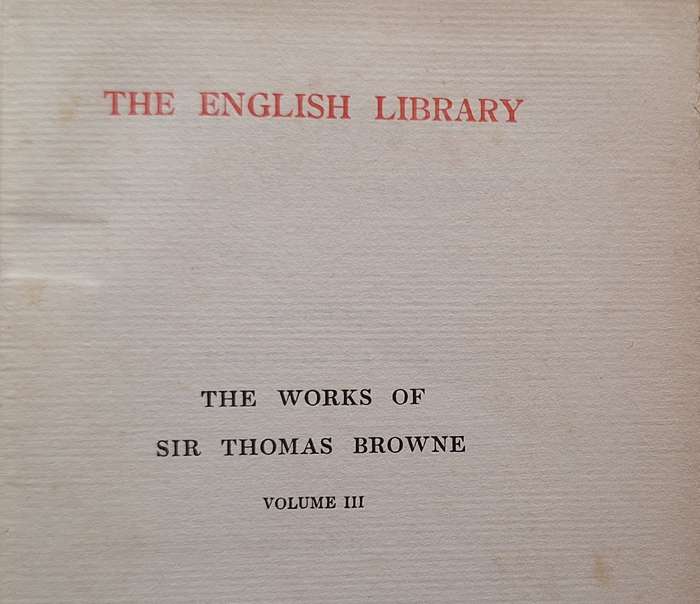 THE ENGLISH LIBRARY
THE WORKS OF
SIR THOMAS BROWNE
VOLUME III